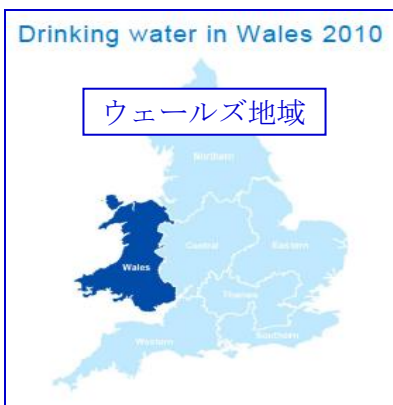 Drinking water in Wales 2010
ウェールズ地域
Northern
Central
Eastern
Wales
Thames
Southern
Western